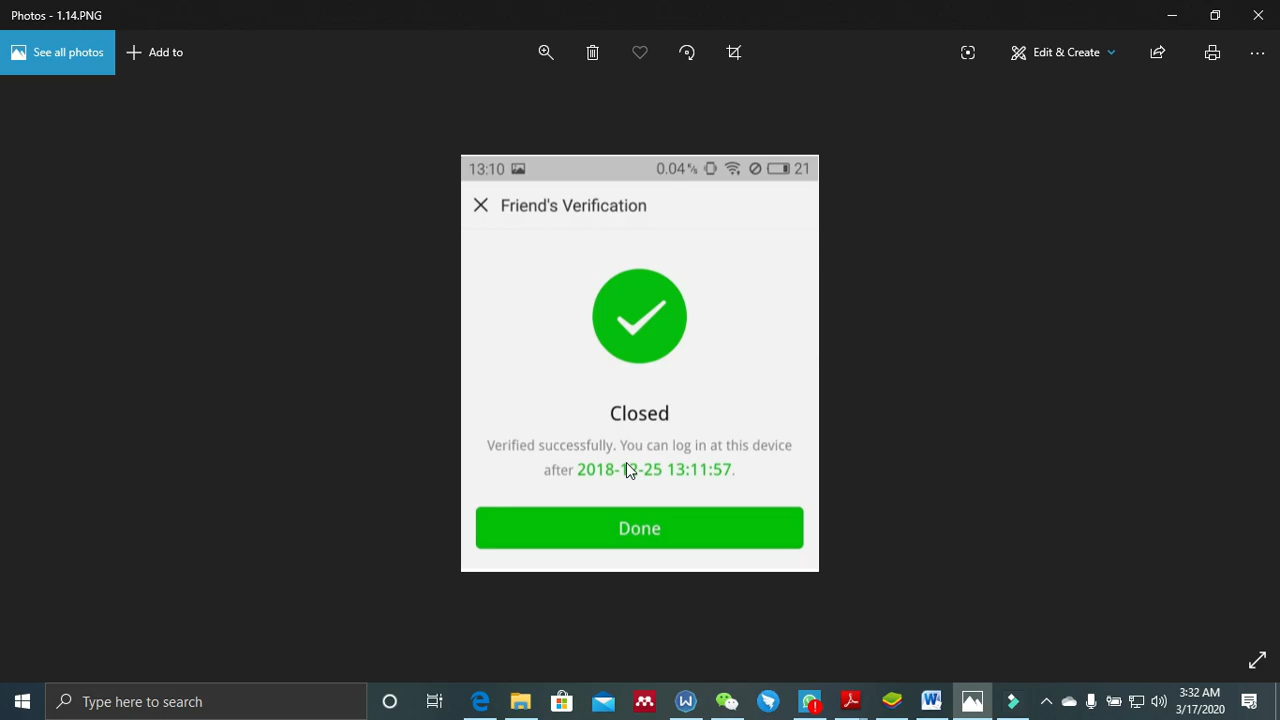 Photos - 1.14.PNG
See all photos
Add to
Edit & Create
13:10
0.04 21
Friend's Verification
Closed
Verified successfully. You can log in at this device
after 13:11:57.
Done
Type here to search
3:32 AM
3/17/2020